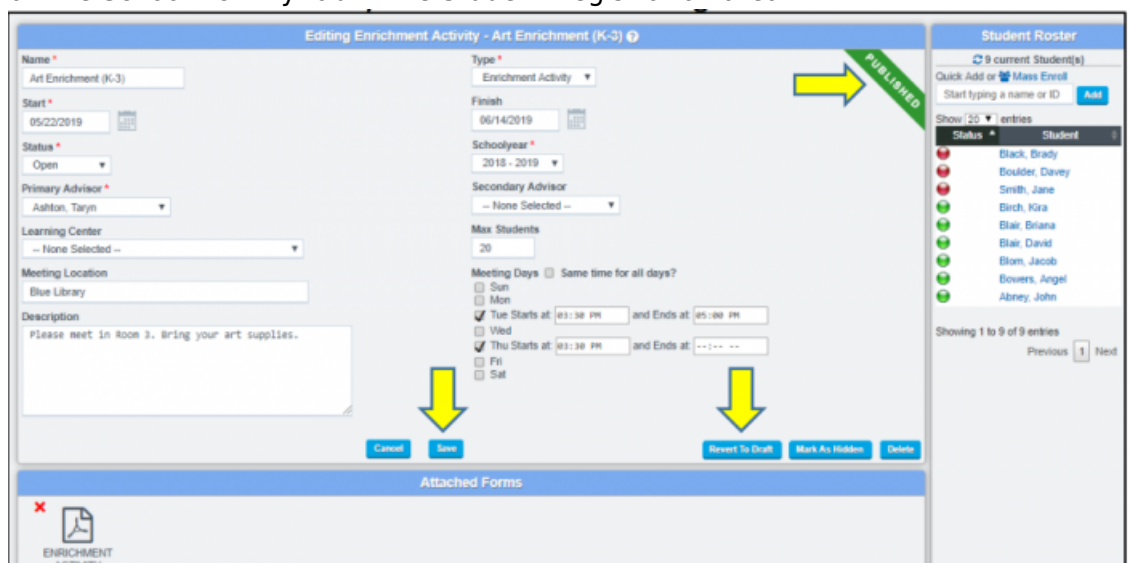 Editing Enrichment Activity - Art Enrichment (K-3)
Name *
Art Enrichment (K-3)
Type *
Enrichment Activity
PUBLISHED
Start *
05/22/2019
Finish
06/14/2019
Status *
Open
Schoolyear *
2018 - 2019
Primary Advisor *
Ashton, Taryn
Secondary Advisor
-- None Selected --
Learning Center
-- None Selected --
Max Students
20
Meeting Location
Blue Library
Meeting Days Same time for all days?
Sun
Mon
Tue Starts at: 03:30 PM and Ends at: 05:00 PM
Wed
Thu Starts at: 03:30 PM and Ends at: --:-- --
Fri
Sat
Description
Please meet in Room 3. Bring your art supplies.
Cancel Save Revert To Draft Mark As Hidden Delete
Attached Forms
ENRICHMENT
Student Roster
9 current Student(s)
Quick Add or Mass Enroll
Start typing a name or ID Add
Show 20 entries
Status Student
Black, Brady
Boulder, Davey
Smith, Jane
Birch, Kira
Blair, Briana
Blair, David
Blom, Jacob
Bowers, Angel
Abney, John
Showing 1 to 9 of 9 entries
Previous 1 Next